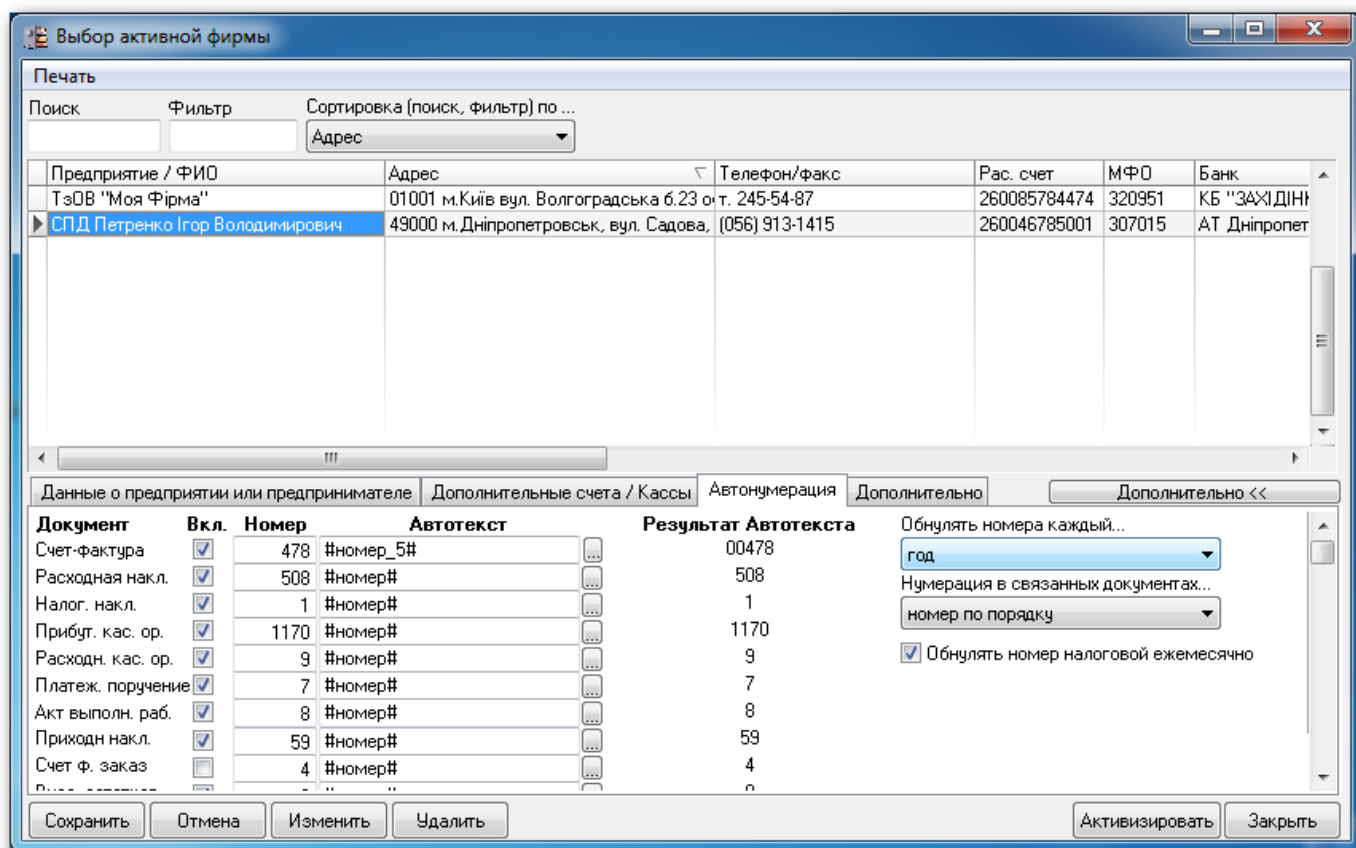 Выбор активной фирмы
Печать
Поиск Фильтр Сортировка (поиск, фильтр) по ...
Адрес
Предприятие / ФИО Адрес Телефон/факс Рас. счет МФО Банк
ТзОВ "Моя Фірма" 01001 м.Київ вул. Волгоградська б.23 о т. 245-54-87 260085784474 320951 КБ "ЗАХІДІН
СПД Петренко Ігор Володимирович 49000 м.Дніпропетровськ, вул. Садова, (056) 913-1415 260046785001 307015 АТ Дніпропет
Данные о предприятии или предпринимателе Дополнительные счета / Кассы Автонумерация Дополнительно Дополнительно <<
Документ Вкл. Номер Автотекст Результат Автотекста Обнулять номера каждый...
Счет-фактура 478 #номер_5# ... 00478 год
Расходная накл. 508 #номер# ... 508 Нумерация в связанных документах...
Налог. накл. 1 #номер# ... 1 номер по порядку
Прибут. кас. ор. 1170 #номер# ... 1170
Расходн. кас. ор. 9 #номер# ... 9 Обнулять номер налоговой ежемесячно
Платеж. поручение 7 #номер# ... 7
Акт выполн. раб. 8 #номер# ... 8
Приходн накл. 59 #номер# ... 59
Счет ф. заказ 4 #номер# ... 4
Сохранить Отмена Изменить Удалить Активизировать Закрыть